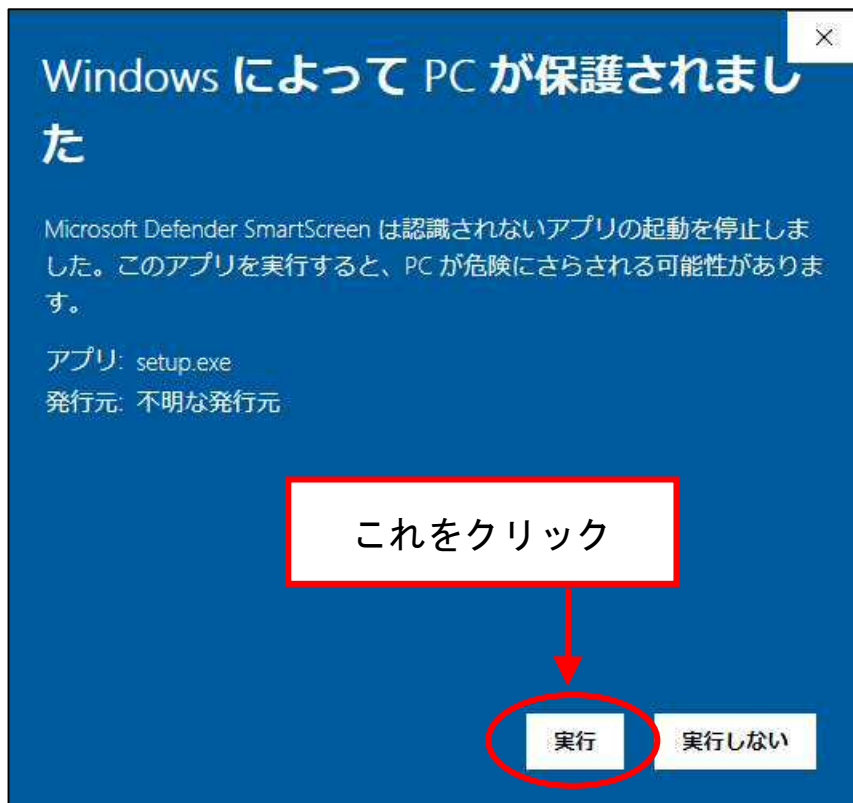 Windows によって PC が保護されまし
た
Microsoft Defender SmartScreen は認識されないアプリの起動を停止しま
した。このアプリを実行すると、PC が危険にさらされる可能性がありま
す。
アプリ: setup.exe
発行元: 不明な発行元
これをクリック
実行 実行しない